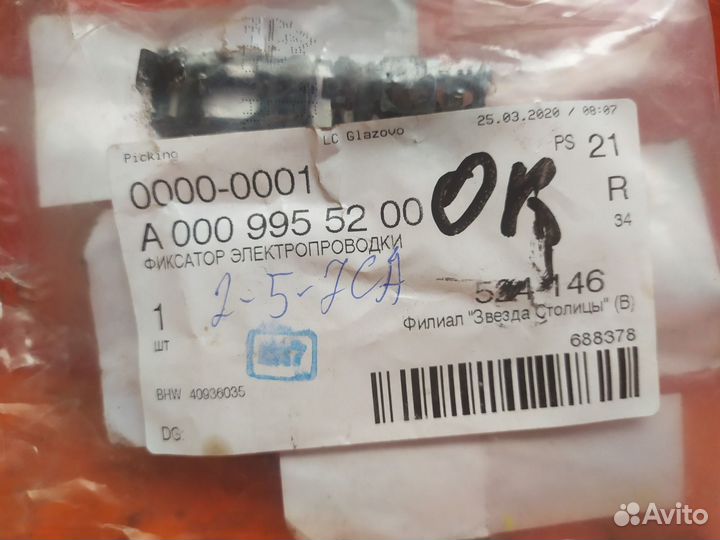 25.03.2020 / 08:07
Picking LC Glazovo
PS 21
0000-0001
R
A 000 995 52 00 OK
34
ФИКСАТОР ЭЛЕКТРОПРОВОДКИ
2-5-7CA
146
1
шт
Филиал "Звезда Столицы" (В)
688378
BHW 40936035
DG:
Avito